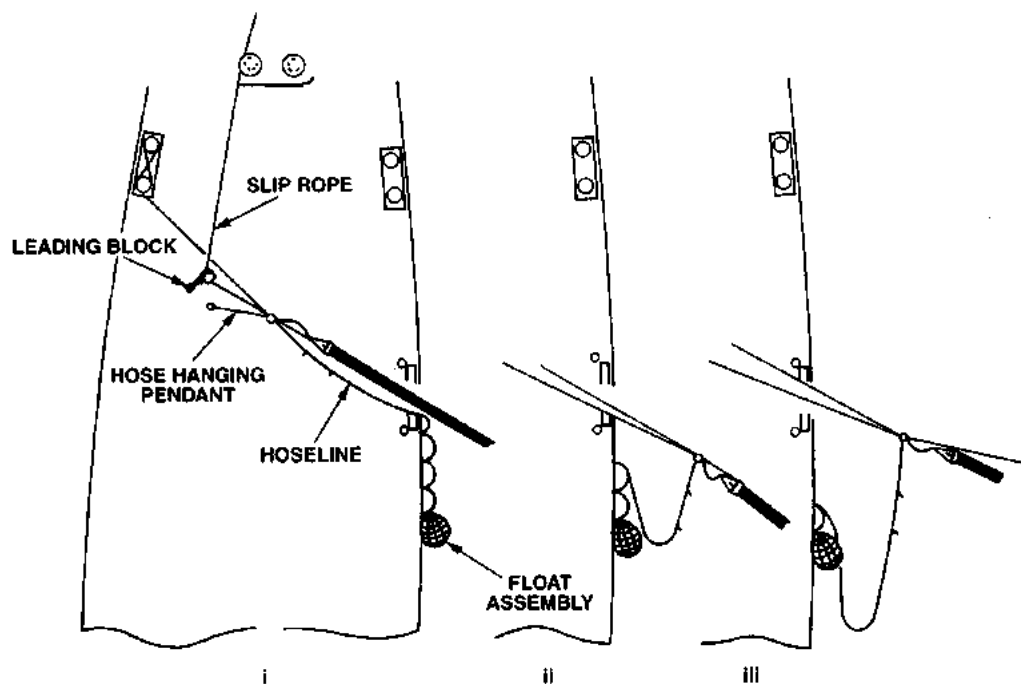 SLIP ROPE
LEADING BLOCK
HOSE HANGING
PENDANT
HOSELINE
FLOAT
ASSEMBLY
i
ii
iii